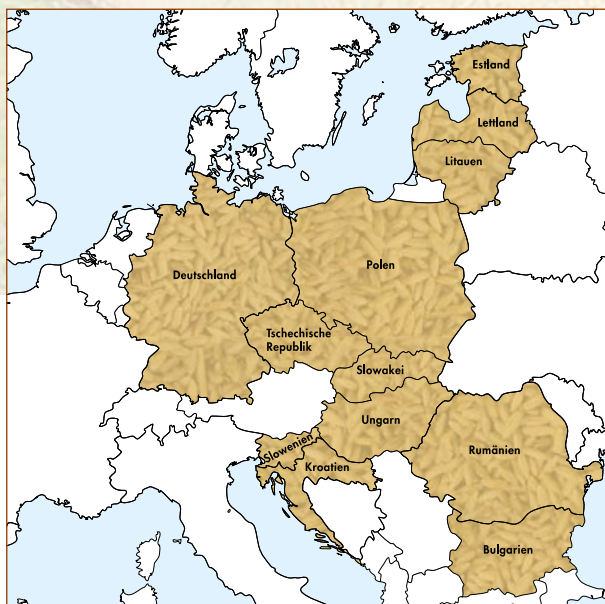 Estland
Lettland
Litauen
Deutschland
Polen
Tschechische
Republik
Slowakei
Ungarn
Slowenien
Kroatien
Rumänien
Bulgarien